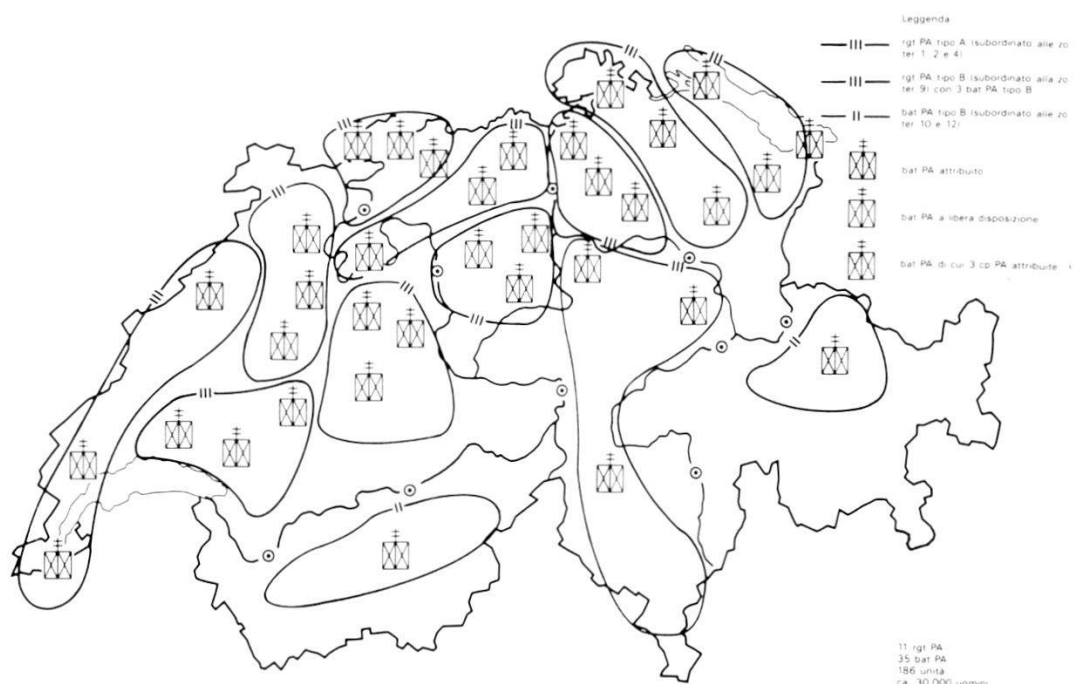 Leggenda
rgt PA tipo A (subordinato alle zo
ter 1, 2 e 4)
rgt PA tipo B (subordinato alla zo
ter 9) con 3 bat PA tipo B
bat PA tipo B (subordinato alle zo
ter 10 e 12)
bat PA attribuito
bat PA a libera disposizione
bat PA di cui 3 cp PA attribuite
11 rgt PA
35 bat PA
186 unità
ca. 30 000 uomini